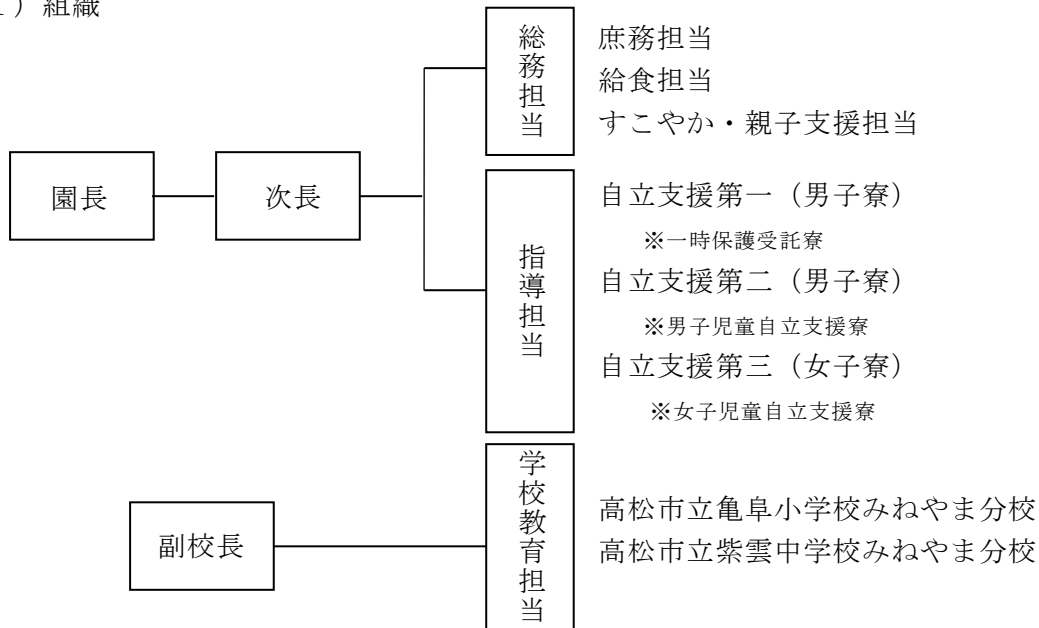 ）組織
総務担当
庶務担当
給食担当
すこやか・親子支援担当
園長
次長
指導担当
自立支援第一（男子寮）
※一時保護受託寮
自立支援第二（男子寮）
※男子児童自立支援寮
自立支援第三（女子寮）
※女子児童自立支援寮
副校長
学校教育担当
高松市立亀阜小学校みねやま分校
高松市立紫雲中学校みねやま分校